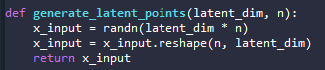 def generate_latent_points(latent_dim, n):
    x_input = randn(latent_dim * n)
    x_input = x_input.reshape(n, latent_dim)
    return x_input